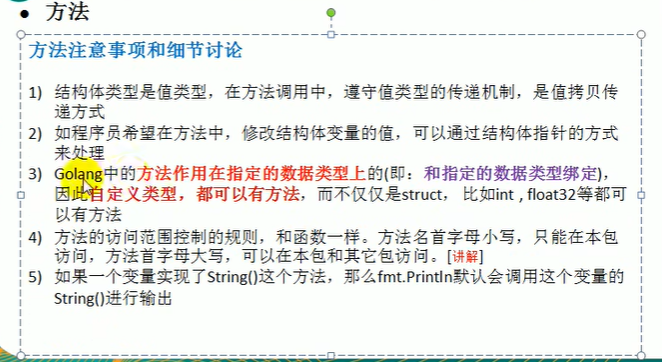 • 方法
方法注意事项和细节讨论
1) 结构体类型是值类型，在方法调用中，遵守值类型的传递机制，是值拷贝传
递方式
2) 如程序员希望在方法中，修改结构体变量的值，可以通过结构体指针的方式
来处理
3) Golang中的方法作用在指定的数据类型上的(即：和指定的数据类型绑定)，
因此自定义类型，都可以有方法，而不仅仅是struct， 比如int , float32等都可
以有方法
4) 方法的访问范围控制的规则，和函数一样。方法名首字母小写，只能在本包
访问，方法首字母大写，可以在本包和其它包访问。[讲解]
5) 如果一个变量实现了String()这个方法，那么fmt.Println默认会调用这个变量的
String()进行输出